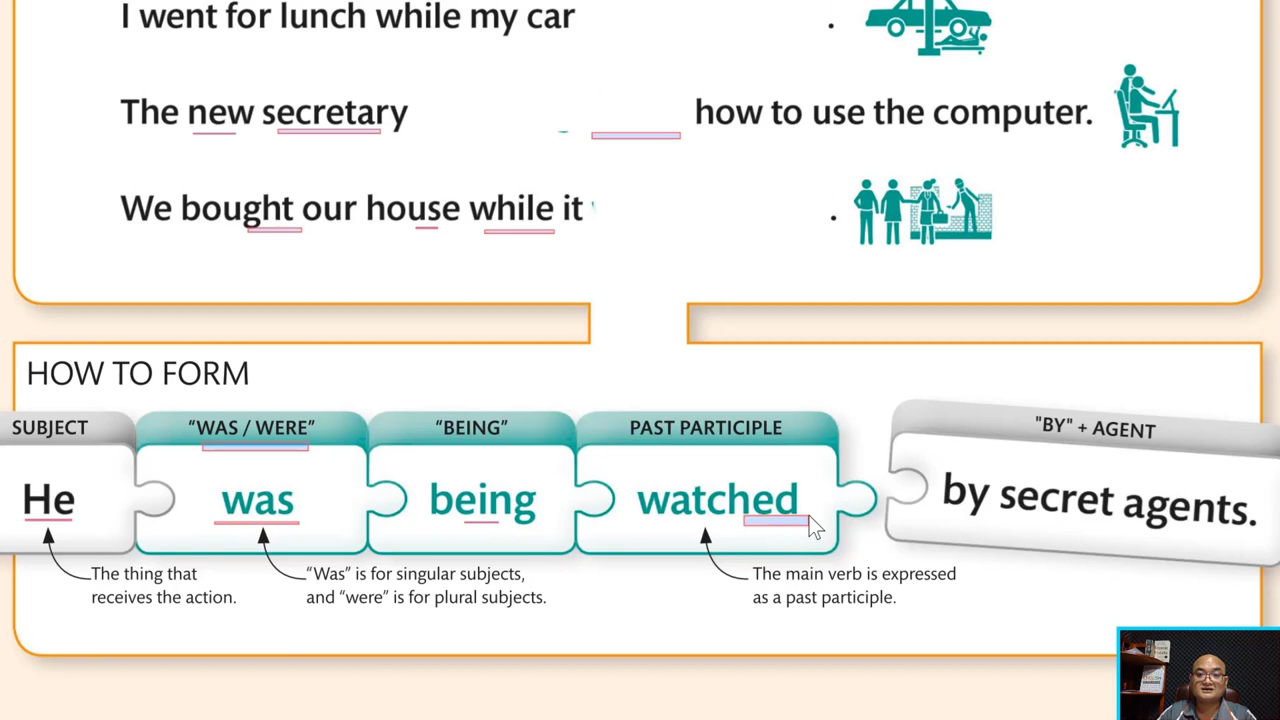 I went for lunch while my car .
The new secretary how to use the computer.
We bought our house while it .
HOW TO FORM
SUBJECT "WAS / WERE" "BEING" PAST PARTICIPLE "BY" + AGENT
He was being watched by secret agents.
The thing that
receives the action.
"Was" is for singular subjects,
and "were" is for plural subjects.
The main verb is expressed
as a past participle.